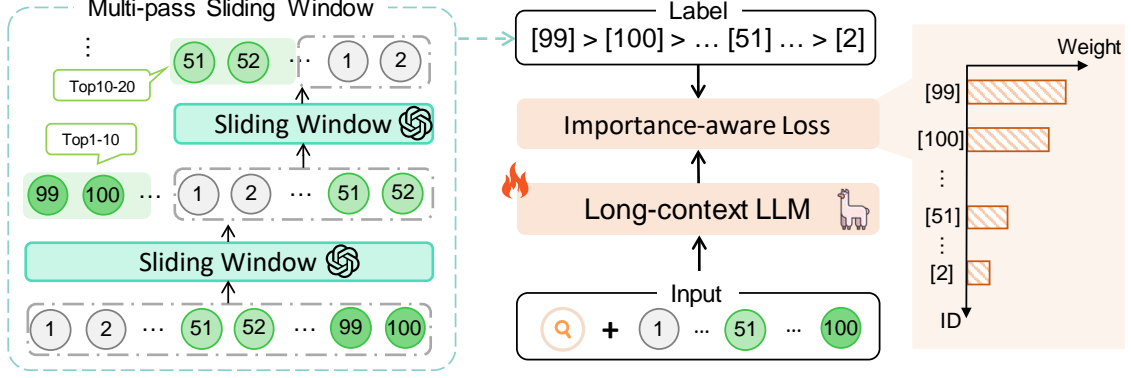 Multi-pass Sliding Window
⋮
51 52 ... 1 2
Top10-20
Sliding Window
Top1-10
99 100 ... 1 2 ... 51 52
Sliding Window
1 2 ... 51 52 ... 99 100
Label
[99] > [100] > ... [51] ... > [2]
Importance-aware Loss
Long-context LLM
Input
+ 1 ... 51 ... 100
Weight
[99]
[100]
⋮
[51]
⋮
[2]
ID